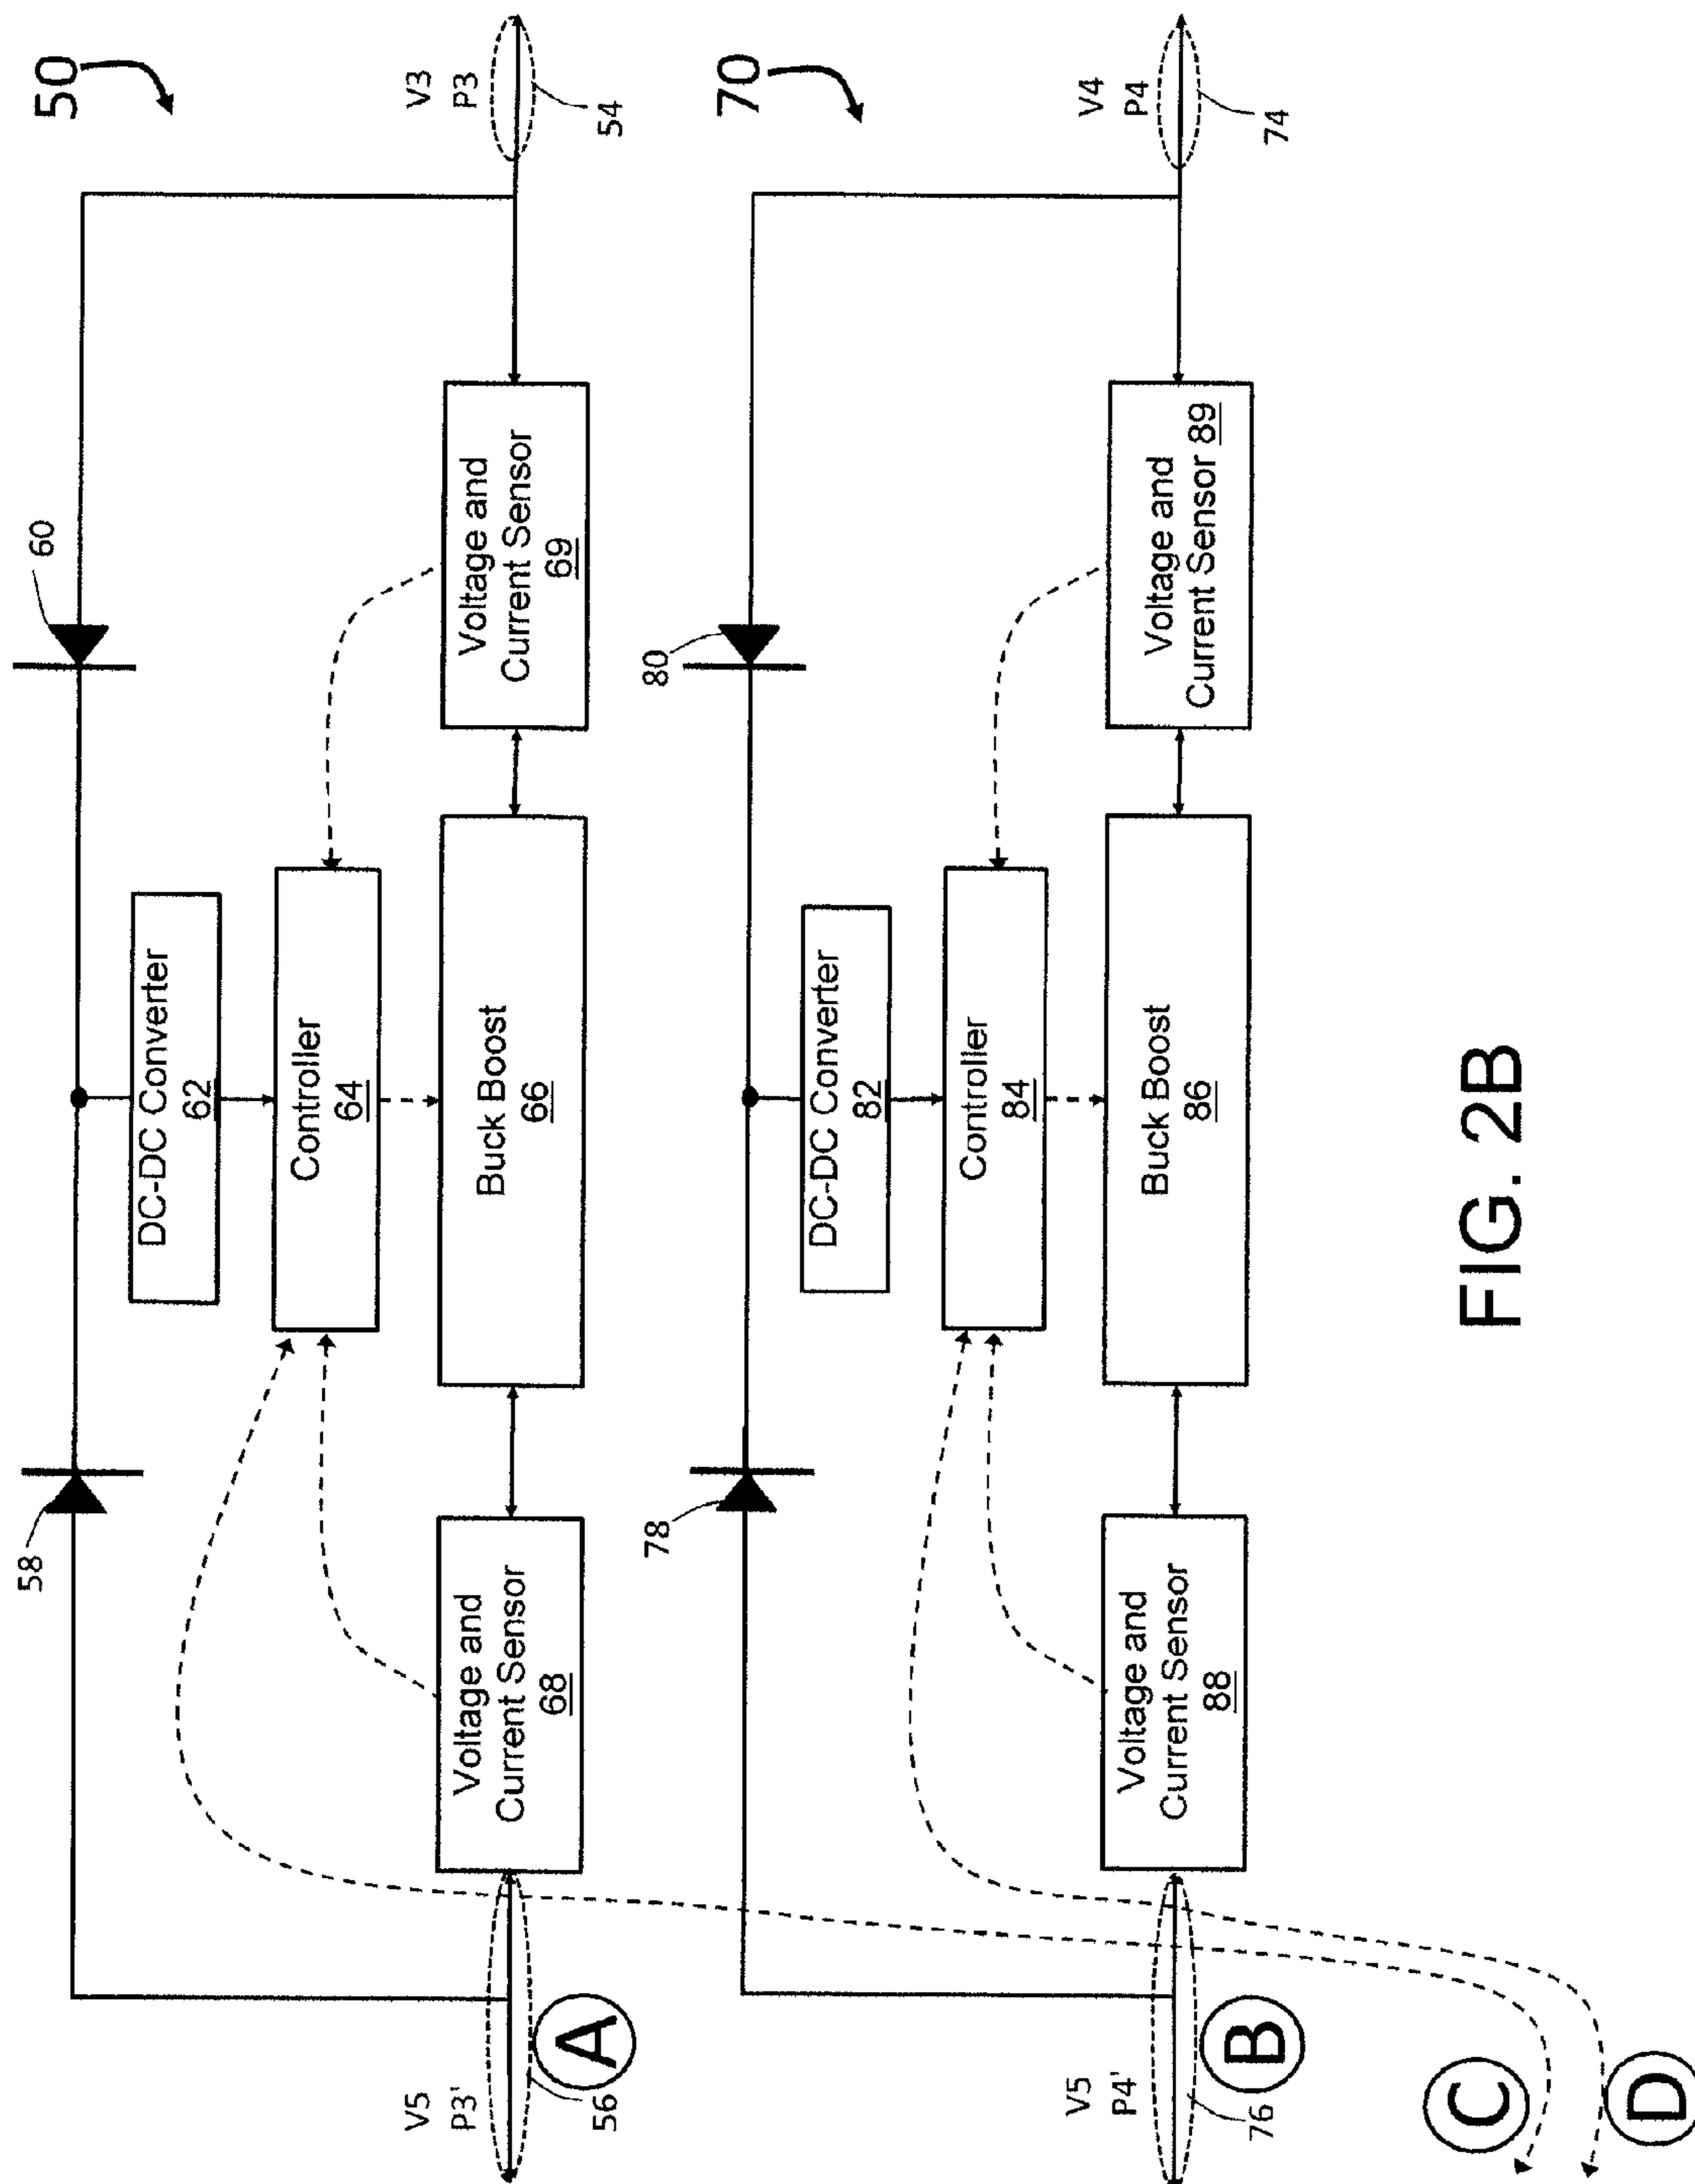 50
V3
P3
54
60
58
DC-DC Converter
62
Controller
64
Buck Boost
66
Voltage and
Current Sensor
68
Voltage and
Current Sensor
69
V5
P3'
56
A
70
V4
P4
74
80
78
DC-DC Converter
82
Controller
84
Buck Boost
86
Voltage and
Current Sensor
88
Voltage and
Current Sensor 89
V5
P4'
76
B
C
D
FIG. 2B